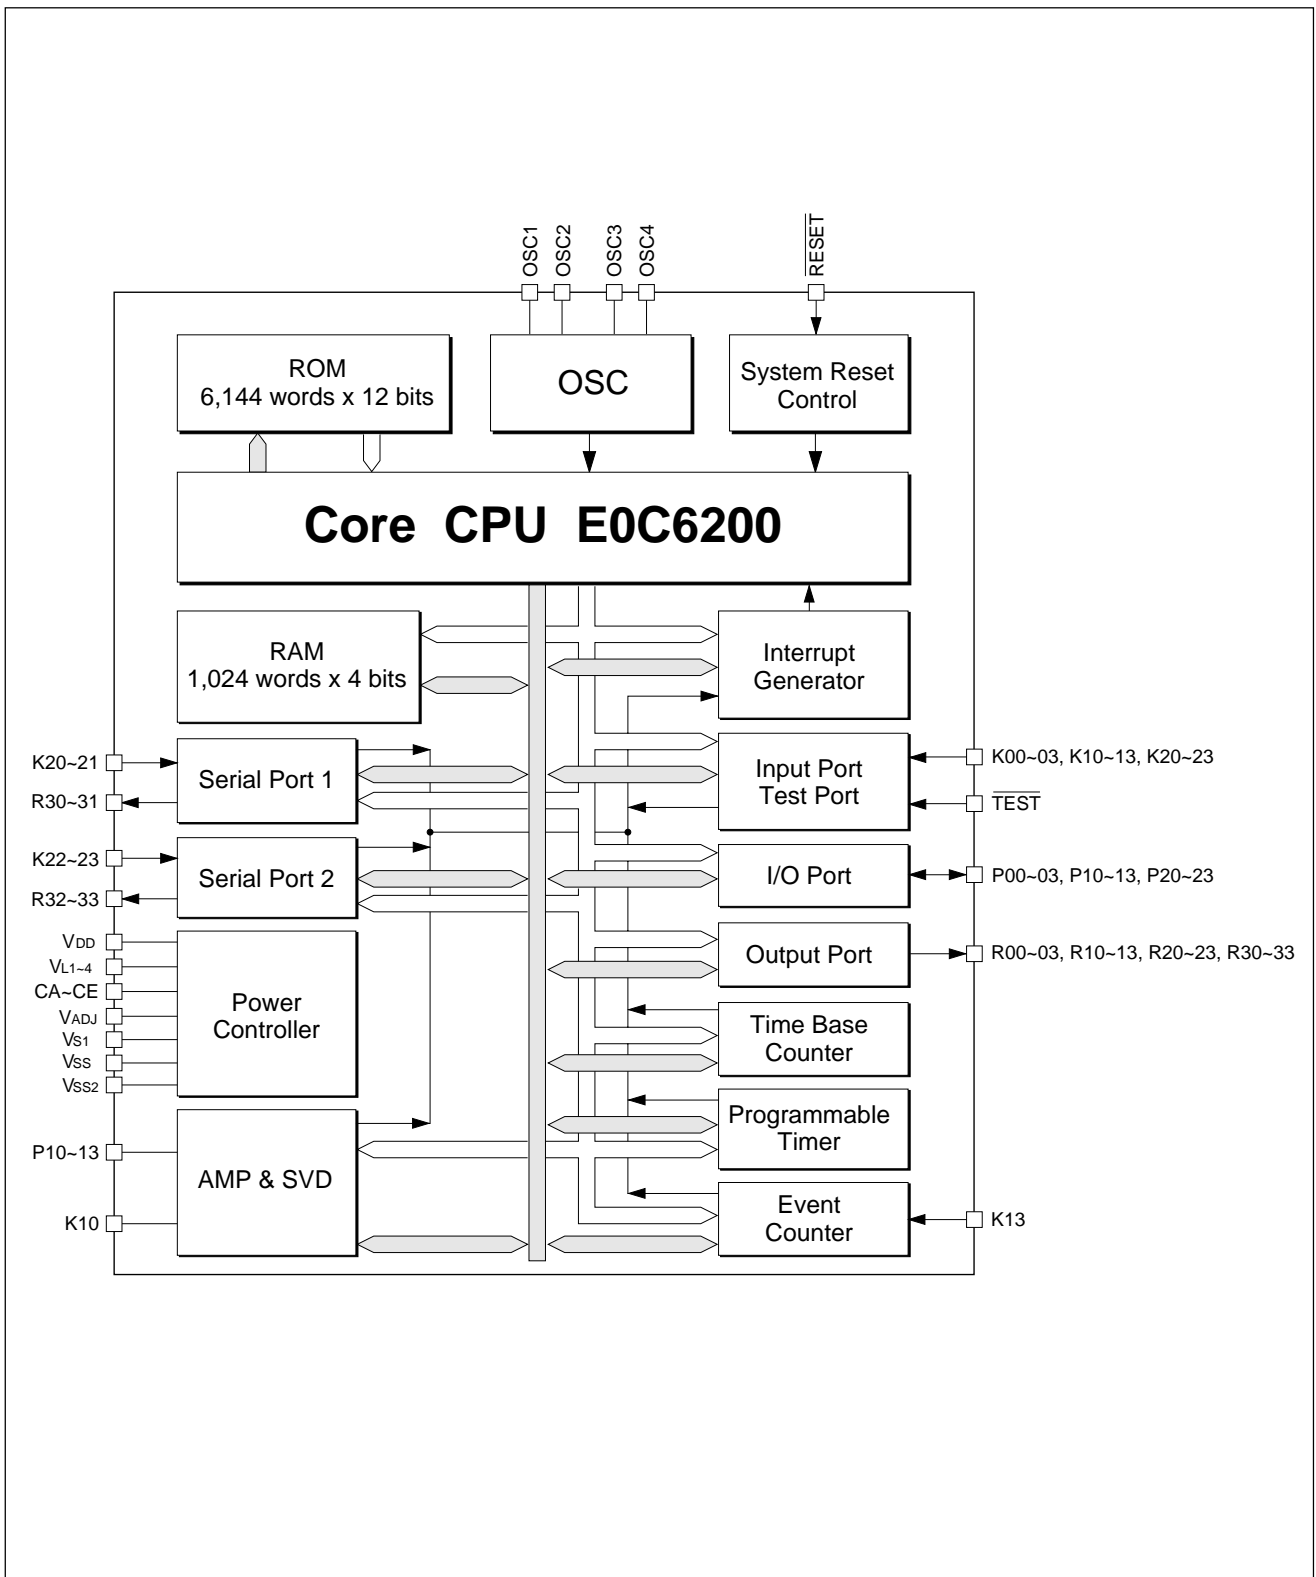 OSC1
OSC2
OSC3
OSC4
RESET
ROM
6,144 words x 12 bits
OSC
System Reset
Control
Core CPU E0C6200
RAM
1,024 words x 4 bits
Interrupt
Generator
K20~21
R30~31
Serial Port 1
Input Port
Test Port
K00~03, K10~13, K20~23
TEST
K22~23
R32~33
Serial Port 2
I/O Port
P00~03, P10~13, P20~23
Output Port
R00~03, R10~13, R20~23, R30~33
VDD
VL1~4
CA~CE
VADJ
VS1
VSS
VSS2
Power
Controller
Time Base
Counter
Programmable
Timer
P10~13
K10
AMP & SVD
Event
Counter
K13